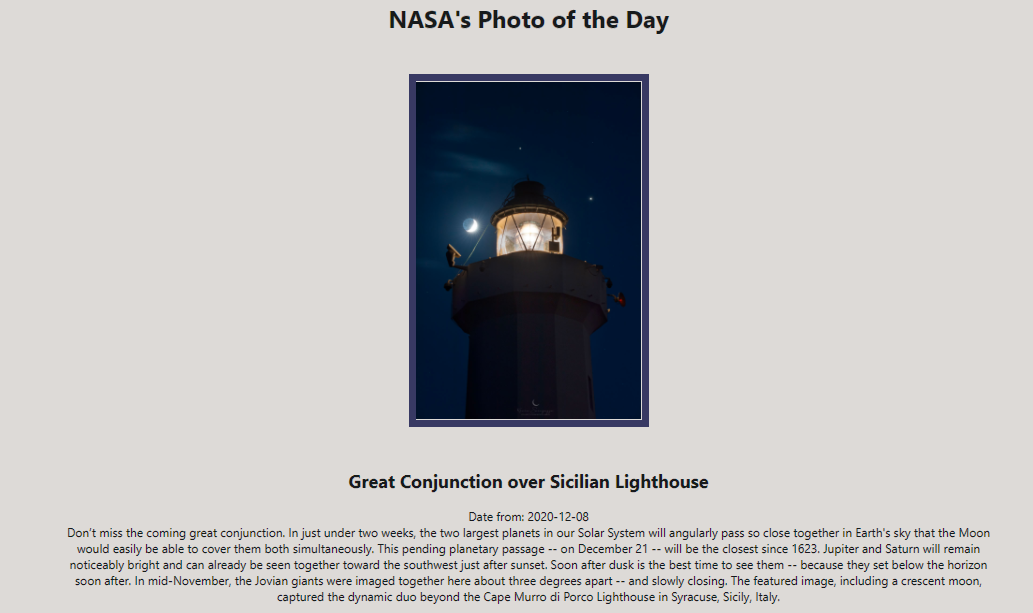 NASA's Photo of the Day
Great Conjunction over Sicilian Lighthouse
Date from: 2020-12-08
Don’t miss the coming great conjunction. In just under two weeks, the two largest planets in our Solar System will angularly pass so close together in Earth's sky that the Moon
would easily be able to cover them both simultaneously. This pending planetary passage -- on December 21 -- will be the closest since 1623. Jupiter and Saturn will remain
noticeably bright and can already be seen together toward the southwest just after sunset. Soon after dusk is the best time to see them -- because they set below the horizon
soon after. In mid-November, the Jovian giants were imaged together here about three degrees apart -- and slowly closing. The featured image, including a crescent moon,
captured the dynamic duo beyond the Cape Murro di Porco Lighthouse in Syracuse, Sicily, Italy.